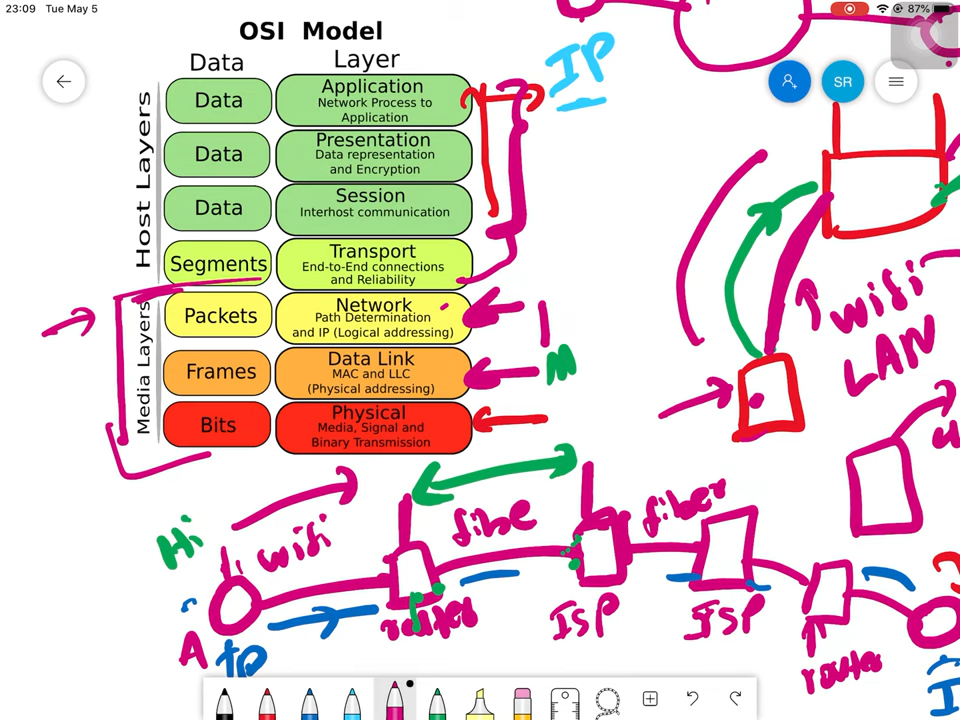 23:09 Tue May 5
87%
OSI Model
Data Layer
Host Layers
Data
Application
Network Process to
Application
Data
Presentation
Data representation
and Encryption
Data
Session
Interhost communication
Segments
Transport
End-to-End connections
and Reliability
Media Layers
Packets
Network
Path Determination
and IP (Logical addressing)
Frames
Data Link
MAC and LLC
(Physical addressing)
Bits
Physical
Media, Signal and
Binary Transmission
IP
SR
M
wifi
LAN
Hi
wifi
fibe
fiber
A
IP
router
ISP
ISP
router